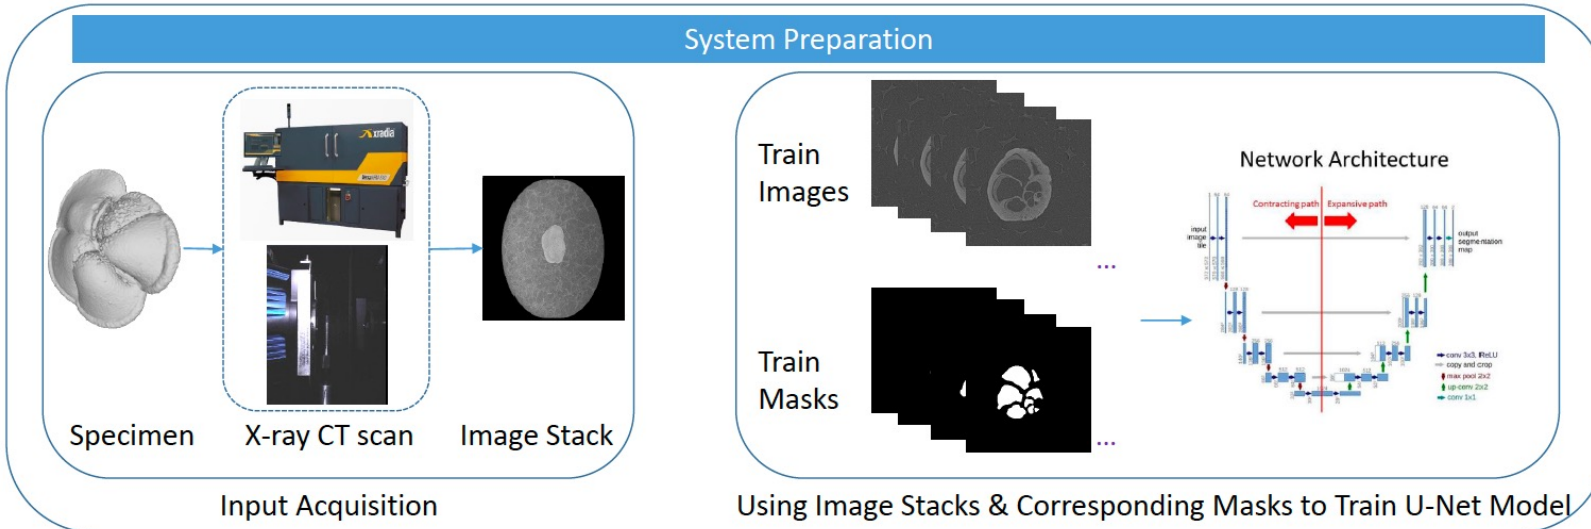 System Preparation
xradia
Specimen
X-ray CT scan
Image Stack
Input Acquisition
Train
Images
...
Train
Masks
...
Network Architecture
Contracting path
Expansive path
input
image
tile
output
segmentation
map
conv 3x3, ReLU
copy and crop
max pool 2x2
up-conv 2x2
conv 1x1
Using Image Stacks & Corresponding Masks to Train U-Net Model